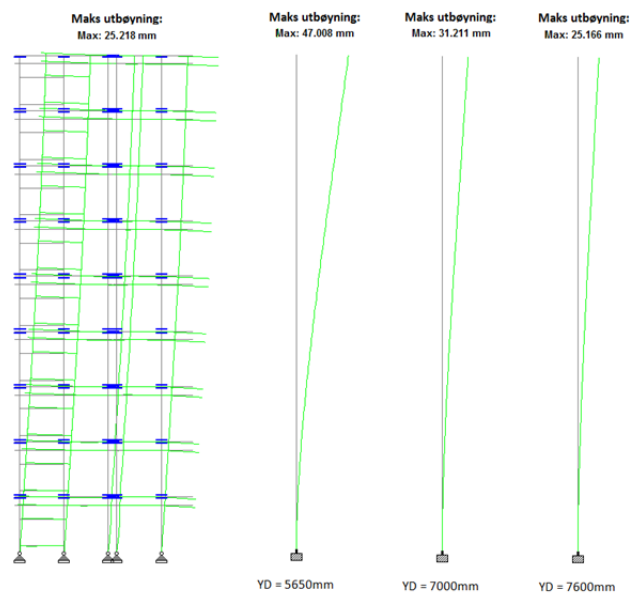 Maks utbøyning:
Max: 25.218 mm
Maks utbøyning:
Max: 47.008 mm
Maks utbøyning:
Max: 31.211 mm
Maks utbøyning:
Max: 25.166 mm
YD = 5650mm
YD = 7000mm
YD = 7600mm